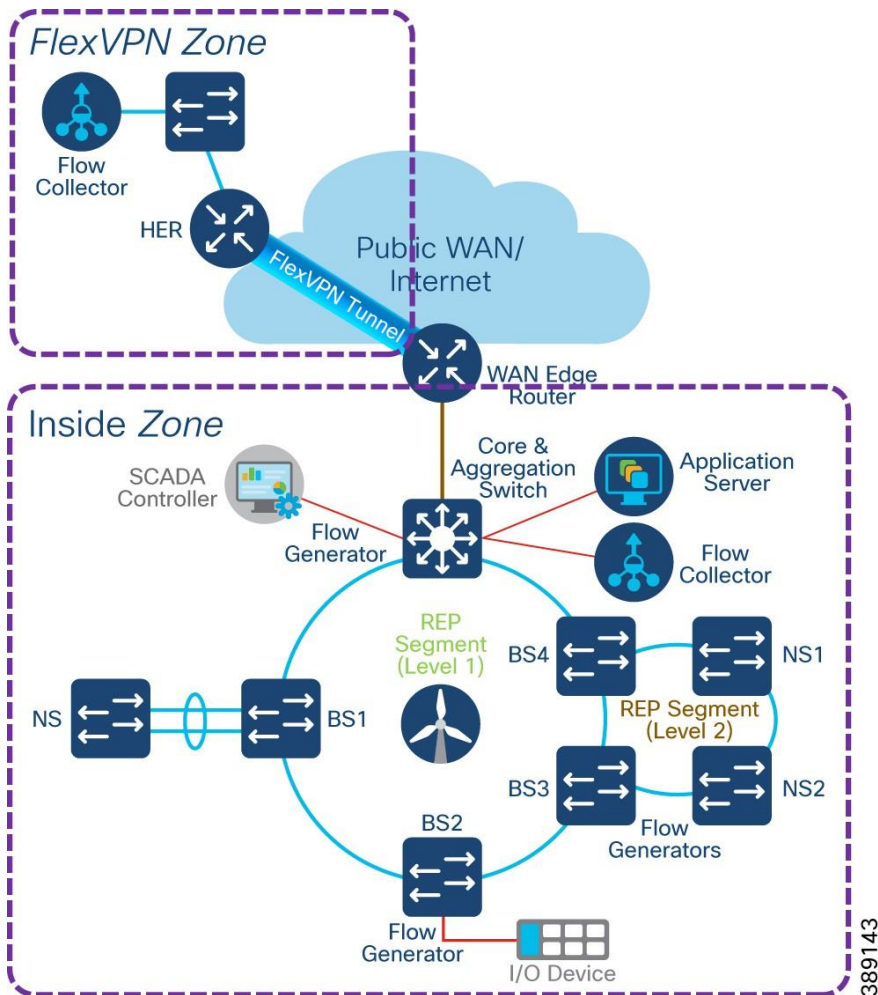 FlexVPN Zone
Flow
Collector
HER
FlexVPN Tunnel
Public WAN/
Internet
WAN Edge
Router
Inside Zone
SCADA
Controller
Flow
Generator
Core &
Aggregation
Switch
Application
Server
Flow
Collector
REP
Segment
(Level 1)
BS4
NS1
NS
BS1
REP Segment
(Level 2)
BS3
NS2
BS2
Flow
Generators
Flow
Generator
I/O Device
389143